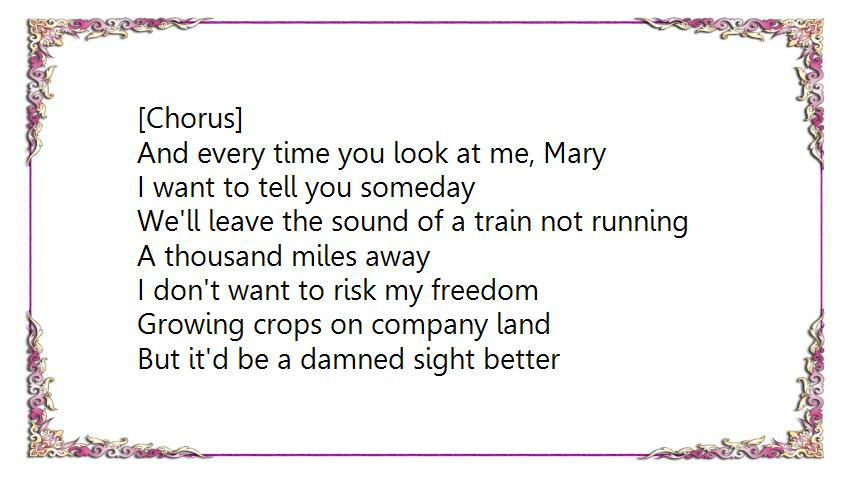 [Chorus]
And every time you look at me, Mary
I want to tell you someday
We'll leave the sound of a train not running
A thousand miles away
I don't want to risk my freedom
Growing crops on company land
But it'd be a damned sight better